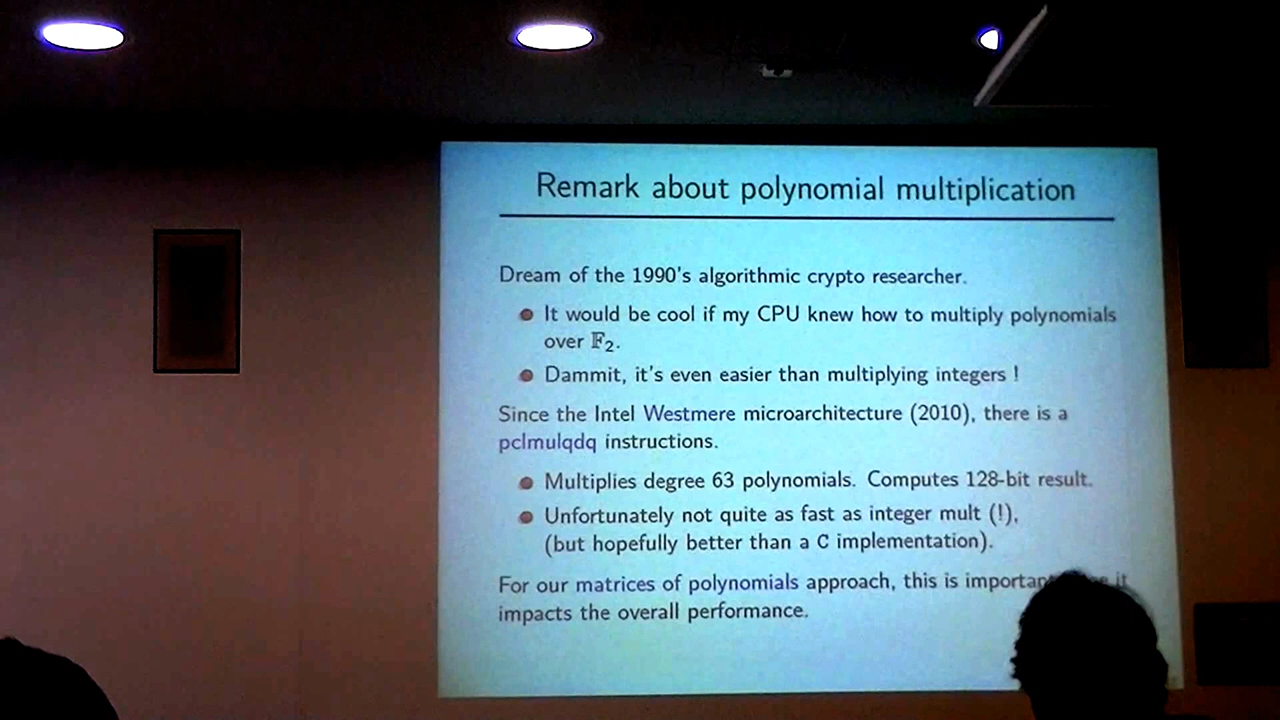 Remark about polynomial multiplication
Dream of the 1990's algorithmic crypto researcher.
It would be cool if my CPU knew how to multiply polynomials
over 𝔽₂.
Dammit, it's even easier than multiplying integers !
Since the Intel Westmere microarchitecture (2010), there is a
pclmulqdq instructions.
Multiplies degree 63 polynomials. Computes 128-bit result.
Unfortunately not quite as fast as integer mult (!),
(but hopefully better than a C implementation).
For our matrices of polynomials approach, this is it
impacts the overall performance.